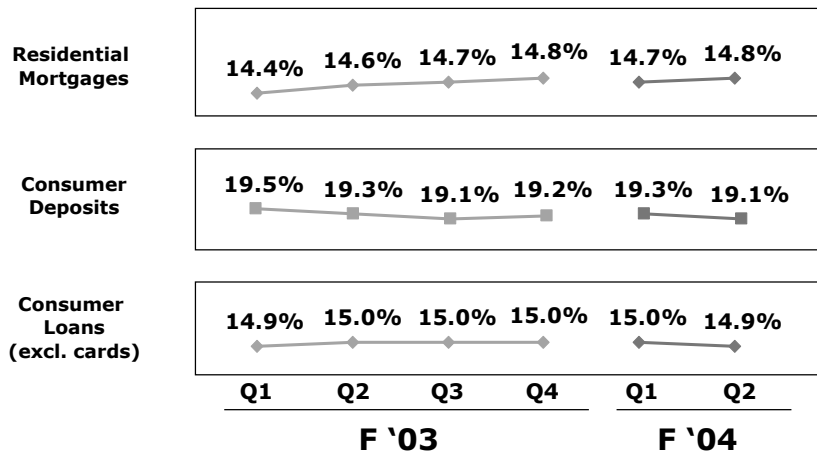 Residential
Mortgages
14.4% 14.6% 14.7% 14.8% 14.7% 14.8%
Consumer
Deposits
19.5% 19.3% 19.1% 19.2% 19.3% 19.1%
Consumer
Loans
(excl. cards)
14.9% 15.0% 15.0% 15.0% 15.0% 14.9%
Q1 Q2 Q3 Q4 Q1 Q2
F ‘03 F ‘04